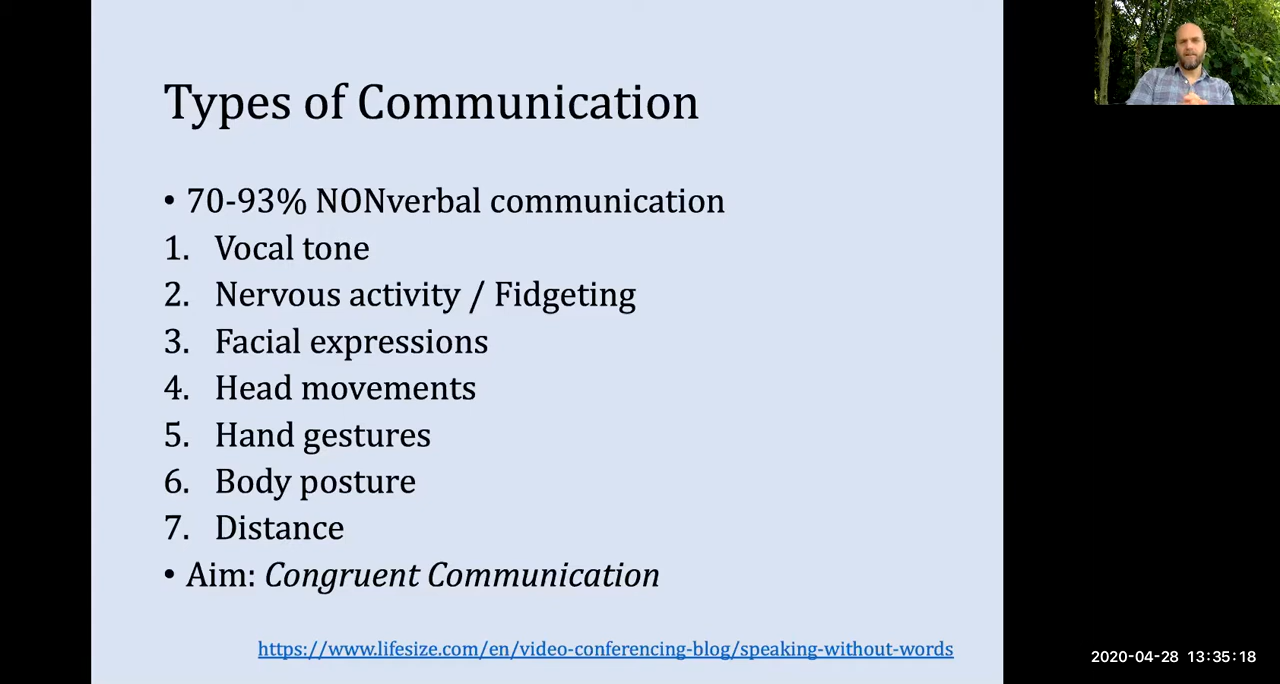 Types of Communication
• 70-93% NONverbal communication
1. Vocal tone
2. Nervous activity / Fidgeting
3. Facial expressions
4. Head movements
5. Hand gestures
6. Body posture
7. Distance
• Aim: Congruent Communication
https://www.lifesize.com/en/video-conferencing-blog/speaking-without-words
2020-04-28 13:35:18